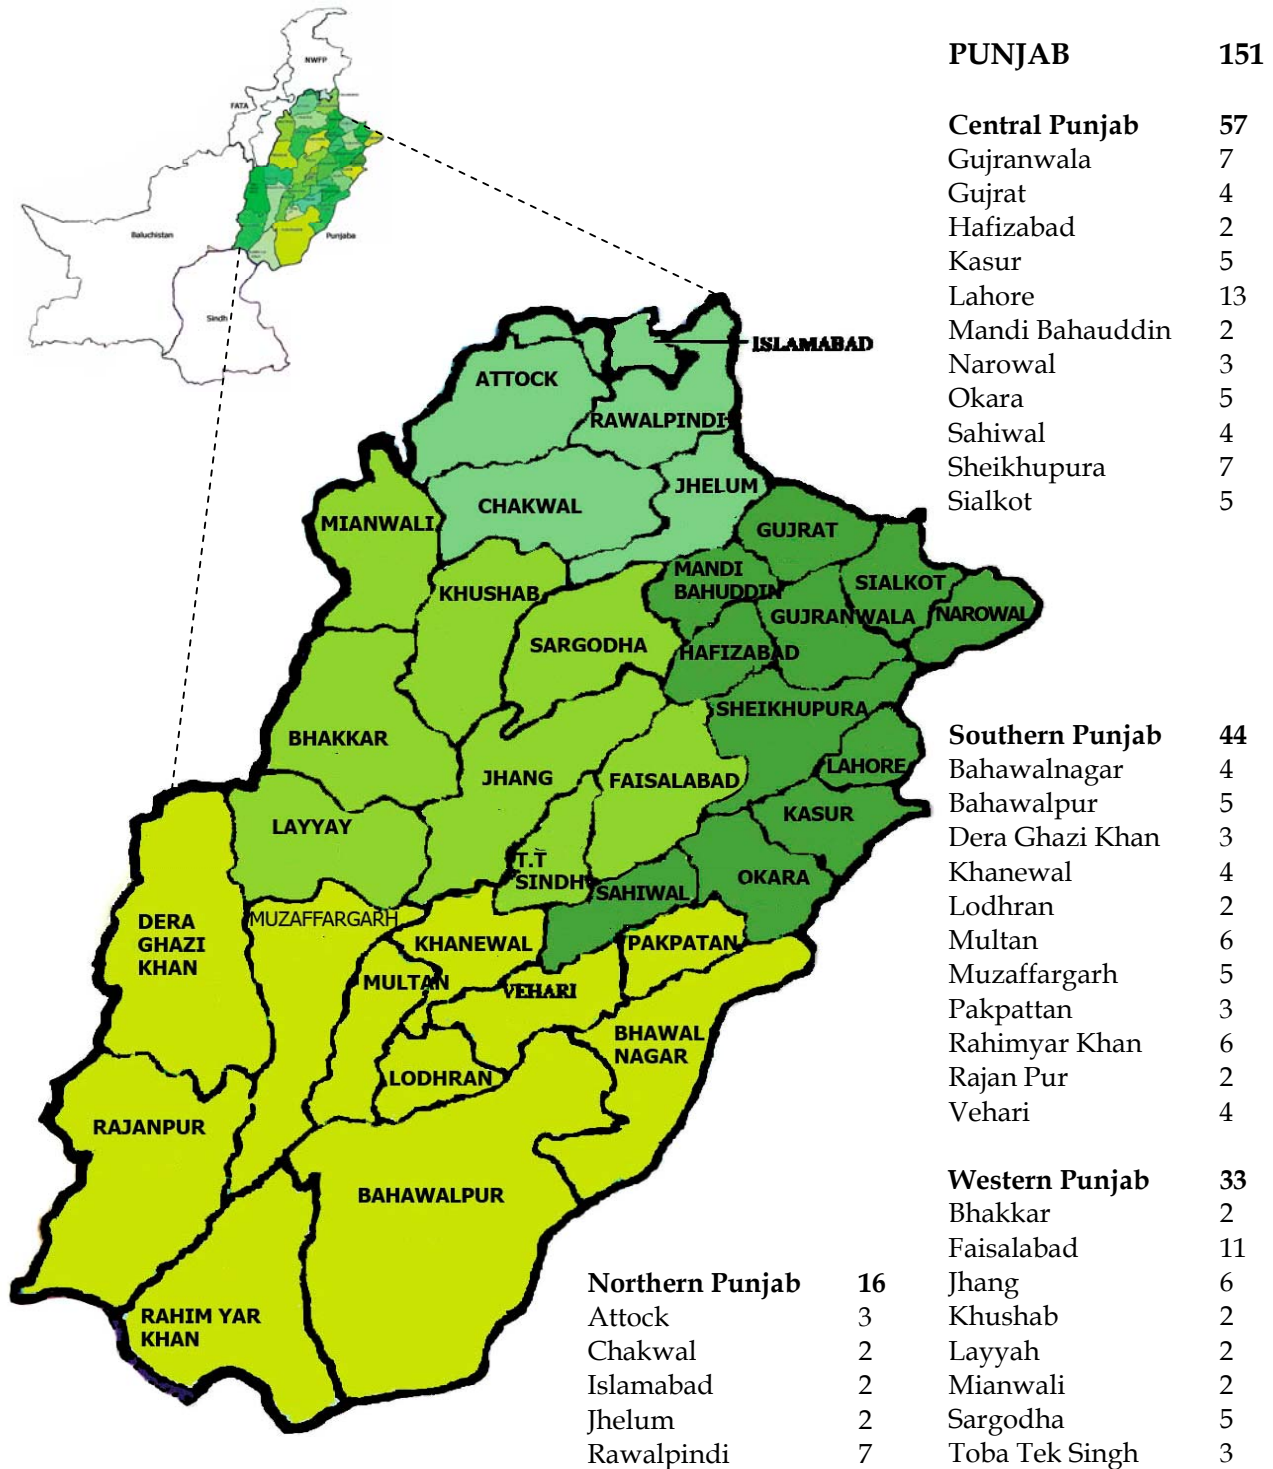 NWFP
FATA
Baluchistan
Punjaba
Sindh
ISLAMABAD
ATTOCK
RAWALPINDI
JHELUM
CHAKWAL
MIANWALI
GUJRAT
MANDI
BAHUDDIN
SIALKOT
KHUSHAB
GUJRANWALA
NAROWAL
SARGODHA
HAFIZABAD
SHEIKHUPURA
BHAKKAR
LAHORE
JHANG
FAISALABAD
KASUR
LAYYAY
T.T
SINDH
SAHIWAL
OKARA
DERA
GHAZI
KHAN
MUZAFFARGARH
KHANEWAL
PAKPATAN
MULTAN
VEHARI
BHAWAL
NAGAR
LODHRAN
RAJANPUR
BAHAWALPUR
RAHIM YAR
KHAN
PUNJAB 151
Central Punjab 57
Gujranwala 7
Gujrat 4
Hafizabad 2
Kasur 5
Lahore 13
Mandi Bahauddin 2
Narowal 3
Okara 5
Sahiwal 4
Sheikhupura 7
Sialkot 5
Southern Punjab 44
Bahawalnagar 4
Bahawalpur 5
Dera Ghazi Khan 3
Khanewal 4
Lodhran 2
Multan 6
Muzaffargarh 5
Pakpattan 3
Rahimyar Khan 6
Rajan Pur 2
Vehari 4
Western Punjab 33
Bhakkar 2
Faisalabad 11
Jhang 6
Khushab 2
Layyah 2
Mianwali 2
Sargodha 5
Toba Tek Singh 3
Northern Punjab 16
Attock 3
Chakwal 2
Islamabad 2
Jhelum 2
Rawalpindi 7